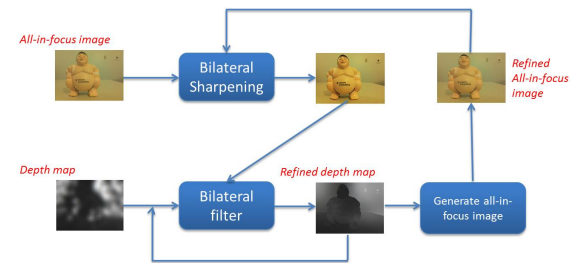 All-in-focus image
Bilateral
Sharpening
Refined
All-in-focus
image
Depth map
Refined depth map
Bilateral
filter
Generate all-in-
focus image